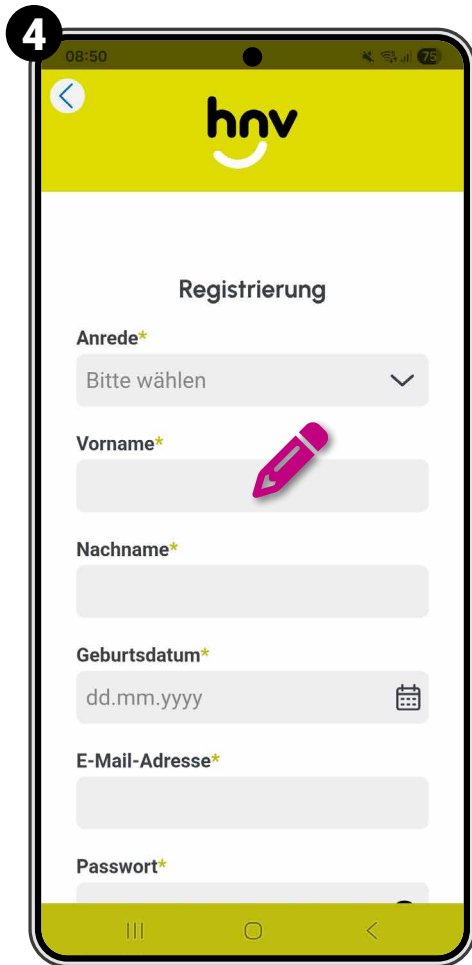 4
08:50
75
hnv
Registrierung
Anrede*
Bitte wählen
Vorname*
Nachname*
Geburtsdatum*
dd.mm.yyyy
E-Mail-Adresse*
Passwort*